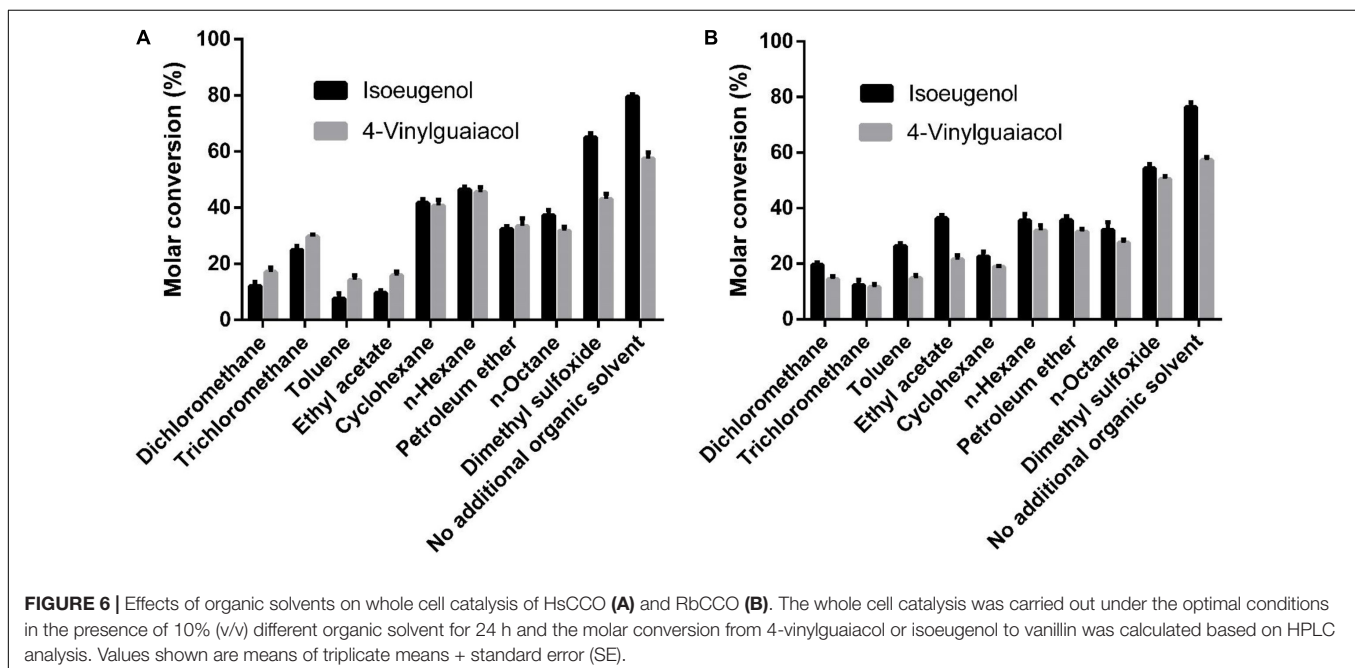 A
Molar conversion (%)
100
80
60
40
20
0
Isoeugenol
4-Vinylguaiacol
Dichloromethane
Trichloromethane
Toluene
Ethyl acetate
Cyclohexane
n-Hexane
Petroleum ether
n-Octane
Dimethyl sulfoxide
No additional organic solvent
B
Molar conversion (%)
100
80
60
40
20
0
Isoeugenol
4-Vinylguaiacol
Dichloromethane
Trichloromethane
Toluene
Ethyl acetate
Cyclohexane
n-Hexane
Petroleum ether
n-Octane
Dimethyl sulfoxide
No additional organic solvent
FIGURE 6 | Effects of organic solvents on whole cell catalysis of HsCCO (A) and RbCCO (B). The whole cell catalysis was carried out under the optimal conditions
in the presence of 10% (v/v) different organic solvent for 24 h and the molar conversion from 4-vinylguaiacol or isoeugenol to vanillin was calculated based on HPLC
analysis. Values shown are means of triplicate means + standard error (SE).